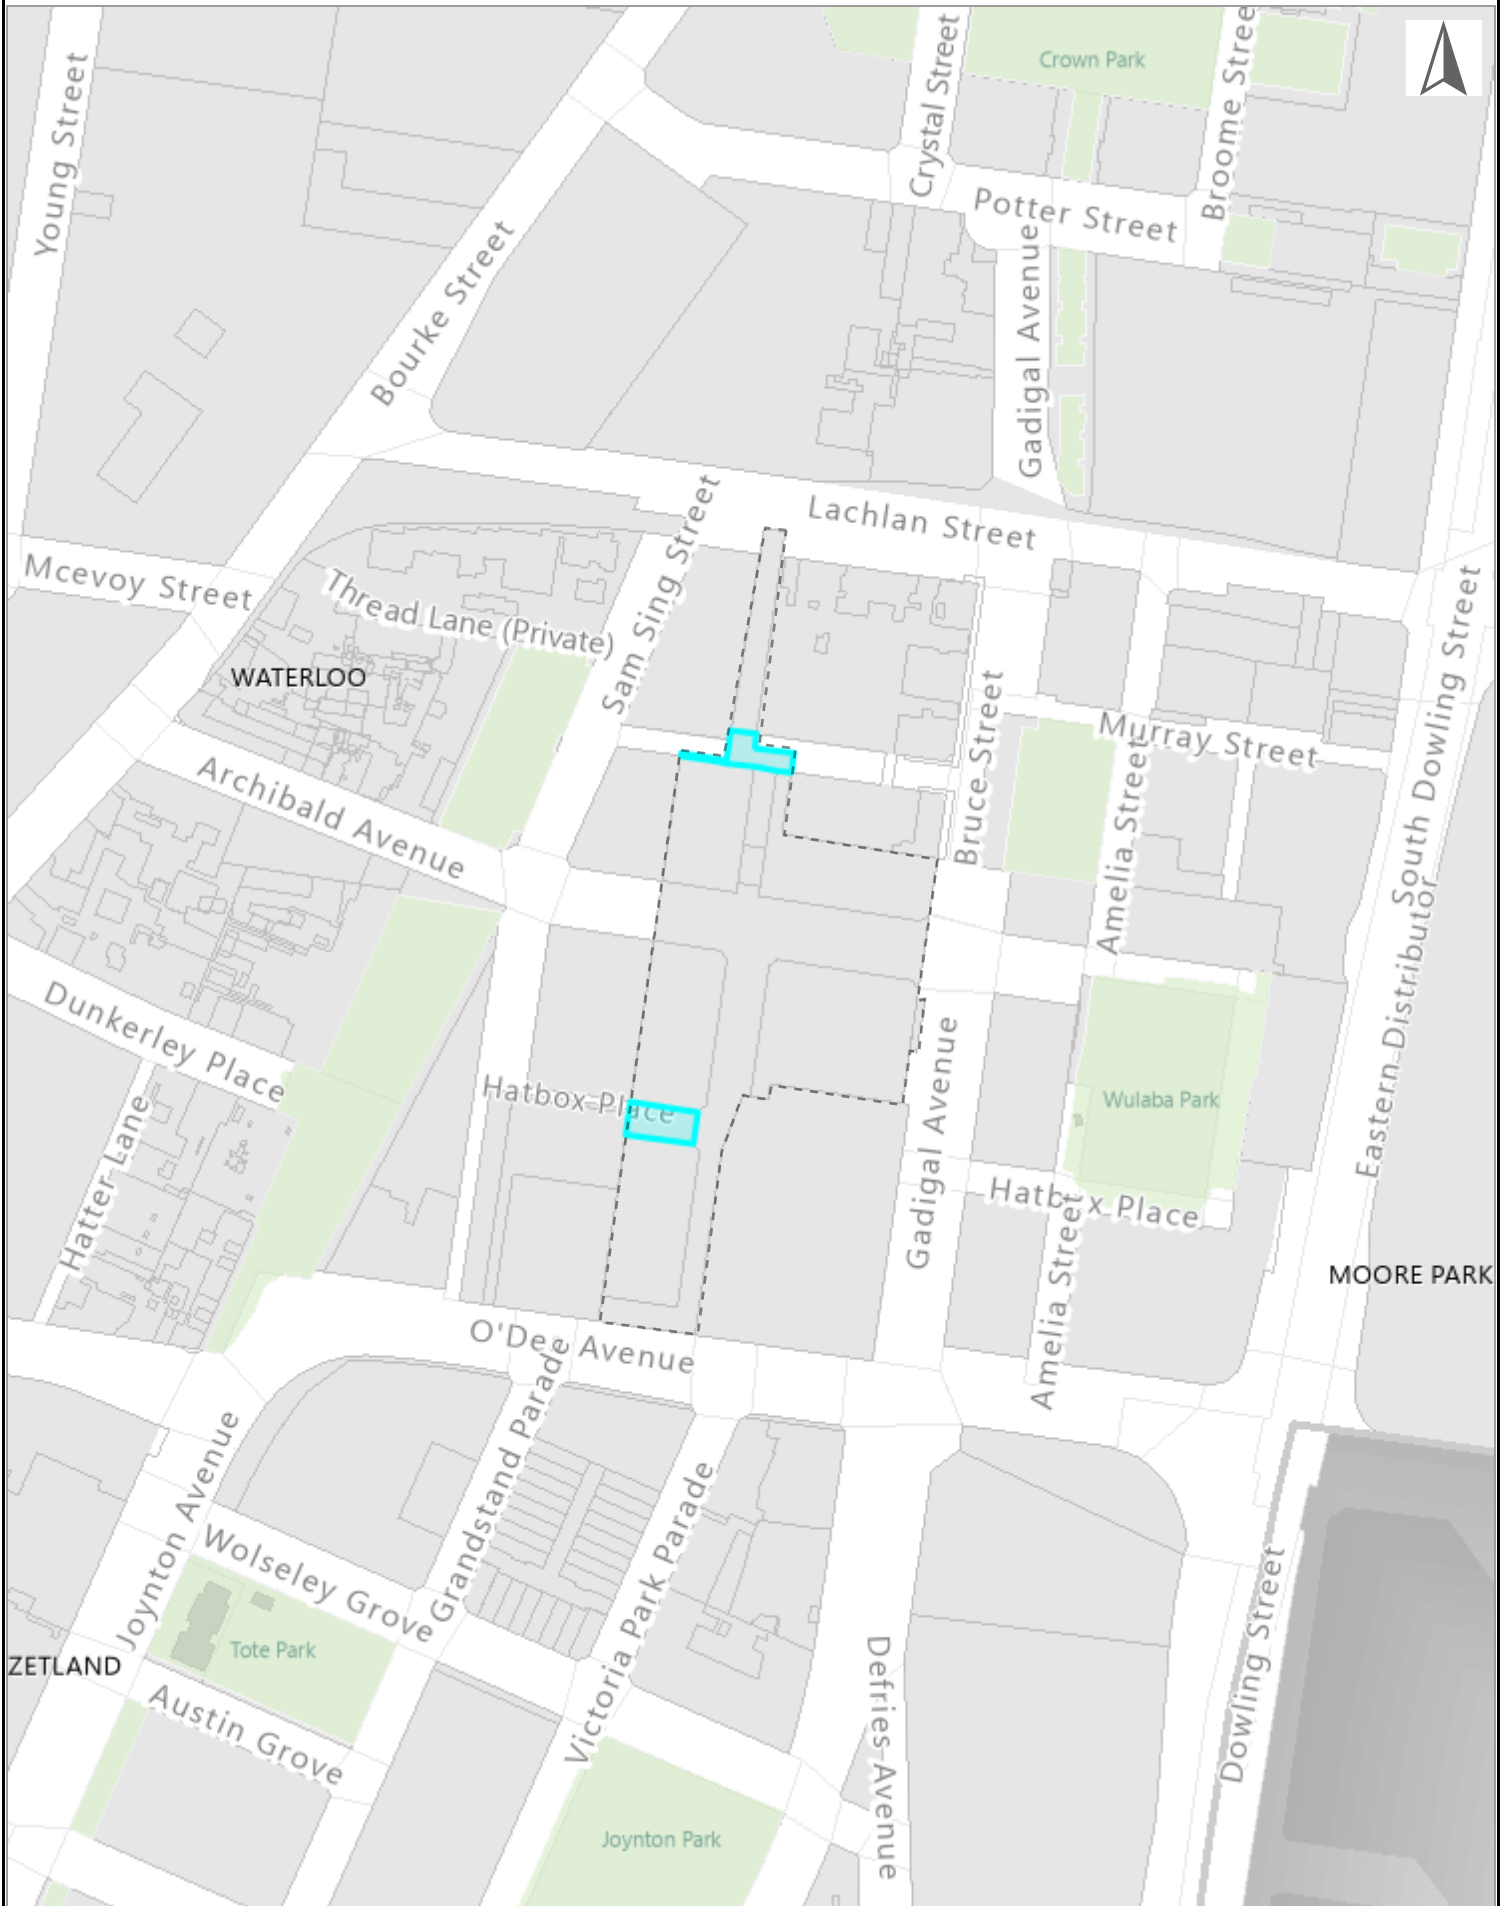 Crown Park
Crystal Street
Broome Street
Young Street
Potter Street
Bourke Street
Gadigal Avenue
Lachlan Street
Sam Sing Street
Mcevoy Street
Thread Lane (Private)
WATERLOO
South Dowling Street
Bruce Street
Murray Street
Archibald Avenue
Amelia Street
Eastern Distributor
Dunkerley Place
Hatbox Place
Gadigal Avenue
Wulaba Park
Hatter Lane
Hatbox Place
Amelia Street
MOORE PARK
O'Dea Avenue
Grandstand Parade
Joynton Avenue
Victoria Park Parade
Wolseley Grove
Dowling Street
Tote Park
ZETLAND
Defries Avenue
Austin Grove
Joynton Park